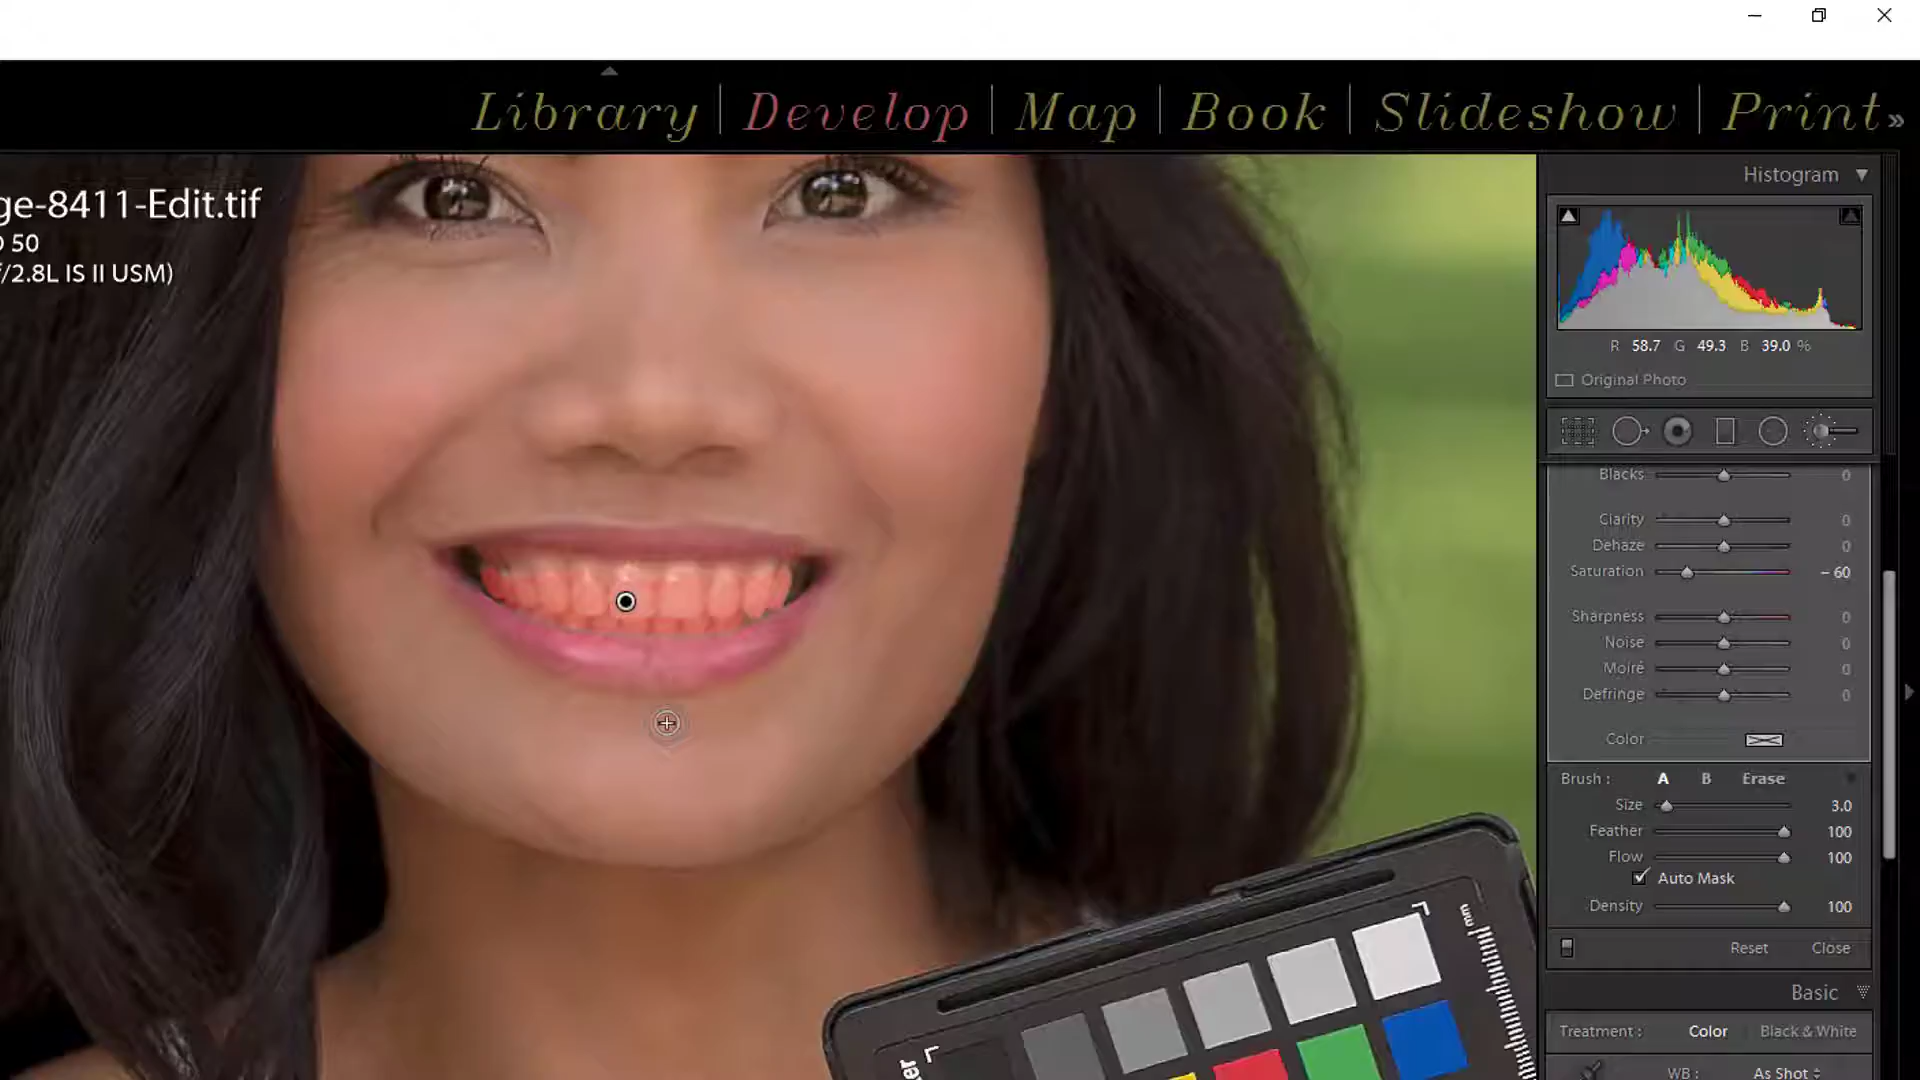 Library | Develop | Map | Book | Slideshow | Print »
ge-8411-Edit.tif
O 50
f/2.8L IS II USM)
Histogram
R 58.7 G 49.3 B 39.0 %
Original Photo
Blacks 0
Clarity 0
Dehaze 0
Saturation – 60
Sharpness 0
Noise 0
Moiré 0
Defringe 0
Color
Brush : A B Erase
Size 3.0
Feather 100
Flow 100
Auto Mask
Density 100
Reset Close
Basic
Treatment : Color Black & White
WB : As Shot
mm